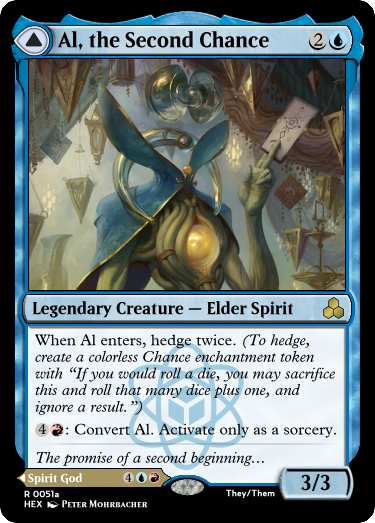 Al, the Second Chance 2
Legendary Creature — Elder Spirit
When Al enters, hedge twice. (To hedge,
create a colorless Chance enchantment token
with “If you would roll a die, you may sacrifice
this and roll that many dice plus one, and
ignore a result.”)
4: Convert Al. Activate only as a sorcery.
The promise of a second beginning…
Spirit God 4
3/3
R 0051a
They/Them
HEX Peter Mohrbacher